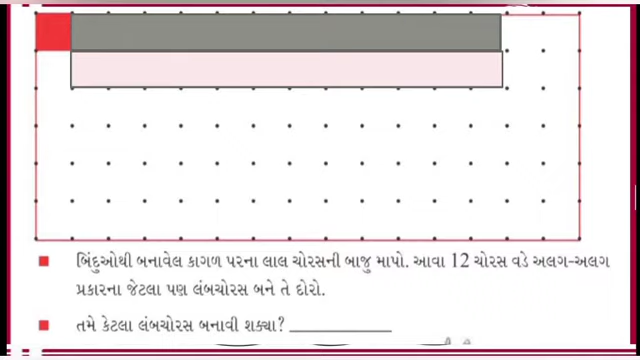 બિંદુઓથી બનાવેલ કાગળ પરના લાલ ચોરસની બાજુ માપો. આવા 12 ચોરસ વડે અલગ-અલગ
પ્રકારના જેટલા પણ લંબચોરસ બને તે દોરો.
તમે કેટલા લંબચોરસ બનાવી શક્યા?